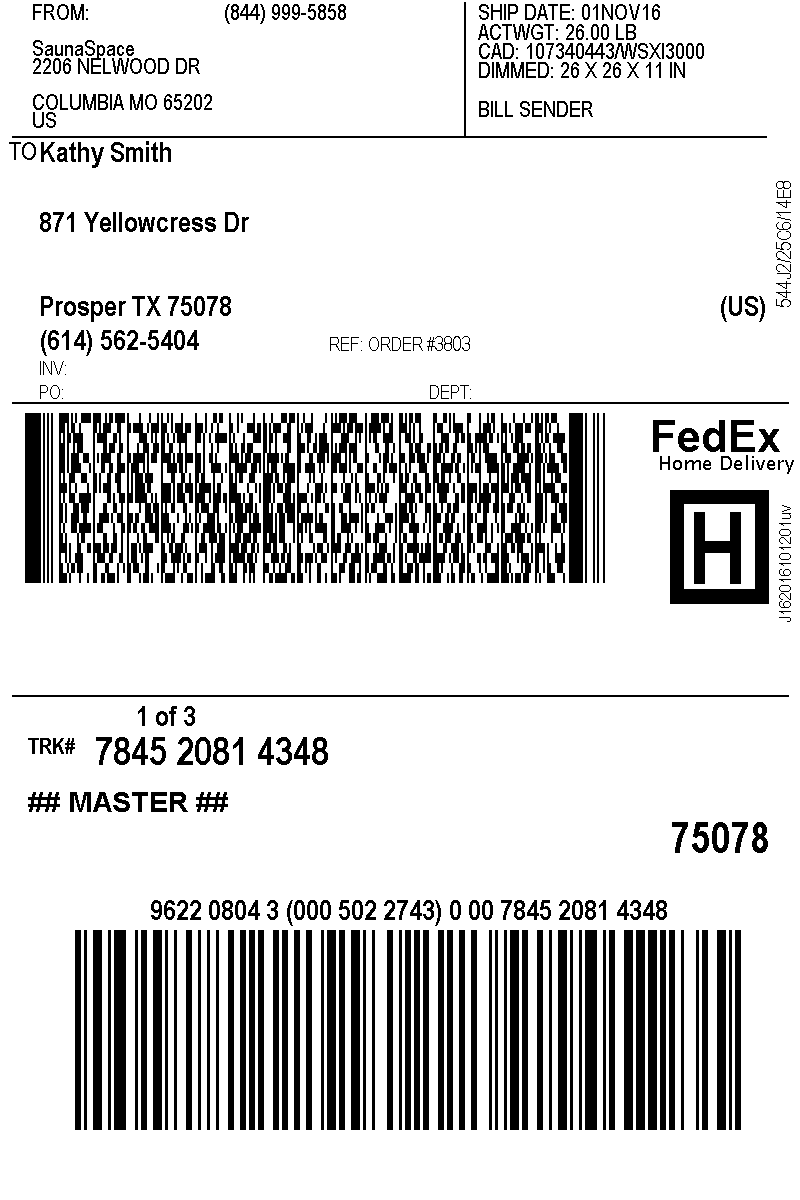 FROM: (844) 999-5858
SaunaSpace
2206 NELWOOD DR
COLUMBIA MO 65202
US
SHIP DATE: 01NOV16
ACTWGT: 26.00 LB
CAD: 107340443/WSXI3000
DIMMED: 26 X 26 X 11 IN
BILL SENDER
TO Kathy Smith
871 Yellowcress Dr
Prosper TX 75078 (US)
(614) 562-5404 REF: ORDER #3803
INV:
PO: DEPT:
544J2/25C6/14E8
FedEx
Home Delivery
H
J162016101201uv
1 of 3
TRK# 7845 2081 4348
## MASTER ##
75078
9622 0804 3 (000 502 2743) 0 00 7845 2081 4348